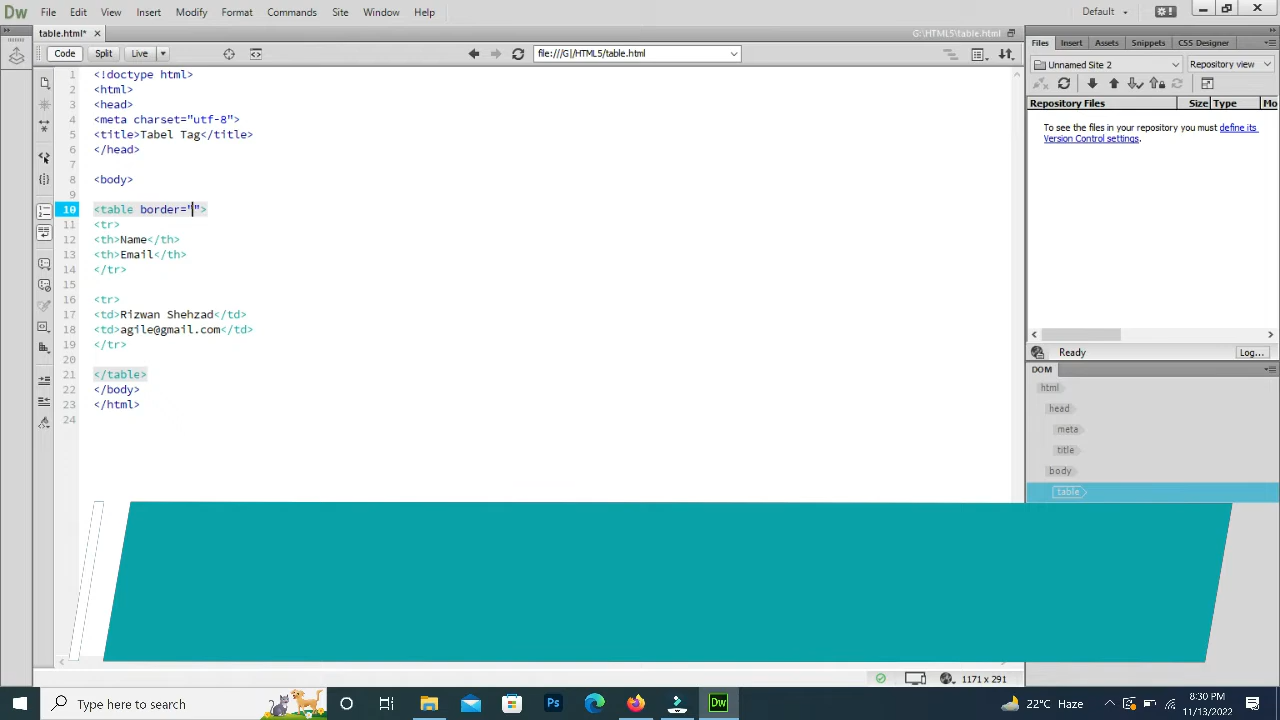 Dw File Edit View Insert Modify Format Commands Site Window Help Default
table.html* G:\HTML5\table.html
Code Split Live file:///G|/HTML5/table.html
1 <!doctype html>
2 <html>
3 <head>
4 <meta charset="utf-8">
5 <title>Tabel Tag</title>
6 </head>
7
8 <body>
9
10 <table border="">
11 <tr>
12 <th>Name</th>
13 <th>Email</th>
14 </tr>
15
16 <tr>
17 <td>Rizwan Shehzad</td>
18 <td>agile@gmail.com</td>
19 </tr>
20
21 </table>
22 </body>
23 </html>
24
Files Insert Assets Snippets CSS Designer
Unnamed Site 2 Repository view
Repository Files Size Type Mo
To see the files in your repository you must define its
Version Control settings.
Ready Log...
DOM
html
head
meta
title
body
table
1171 x 291
Type here to search Ps Dw 22°C Haze 8:30 PM
11/13/2022